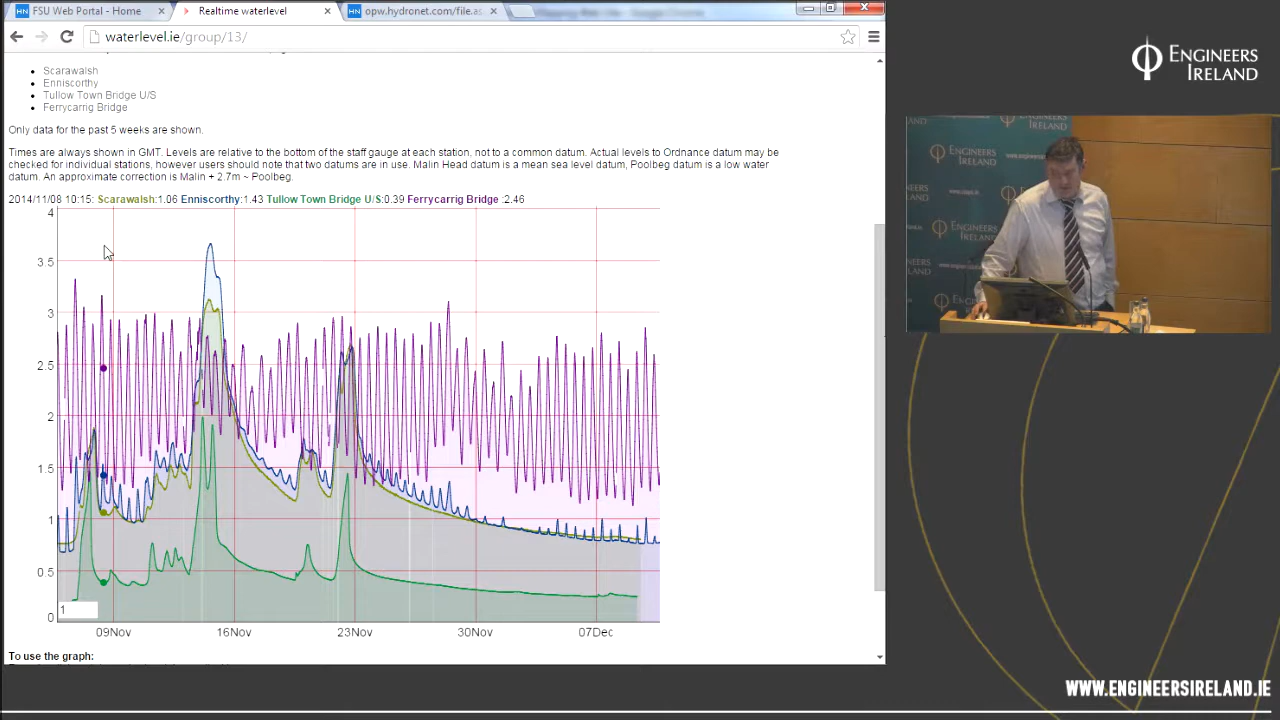 FSU Web Portal - Home
Realtime waterlevel
opw.hydronet.com/file.as
waterlevel.ie/group/13/
Scarawalsh
Enniscorthy
Tullow Town Bridge U/S
Ferrycarrig Bridge
Only data for the past 5 weeks are shown.
Times are always shown in GMT. Levels are relative to the bottom of the staff gauge at each station, not to a common datum. Actual levels to Ordnance datum may be
checked for individual stations, however users should note that two datums are in use. Malin Head datum is a mean sea level datum, Poolbeg datum is a low water
datum. An approximate correction is Malin + 2.7m ~ Poolbeg.
2014/11/08 10:15: Scarawalsh:1.06 Enniscorthy:1.43 Tullow Town Bridge U/S:0.39 Ferrycarrig Bridge :2.46
4
3.5
3
2.5
2
1.5
1
0.5
0
1
09Nov 16Nov 23Nov 30Nov 07Dec
To use the graph:
ENGINEERS
IRELAND
WWW.ENGINEERSIRELAND.IE